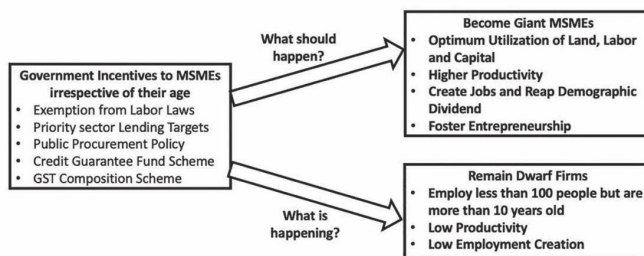 Government Incentives to MSMEs
irrespective of their age
• Exemption from Labor Laws
• Priority sector Lending Targets
• Public Procurement Policy
• Credit Guarantee Fund Scheme
• GST Composition Scheme
What should
happen?
Become Giant MSMEs
• Optimum Utilization of Land, Labor
and Capital
• Higher Productivity
• Create Jobs and Reap Demographic
Dividend
• Foster Entrepreneurship
What is
happening?
Remain Dwarf Firms
• Employ less than 100 people but are
more than 10 years old
• Low Productivity
• Low Employment Creation